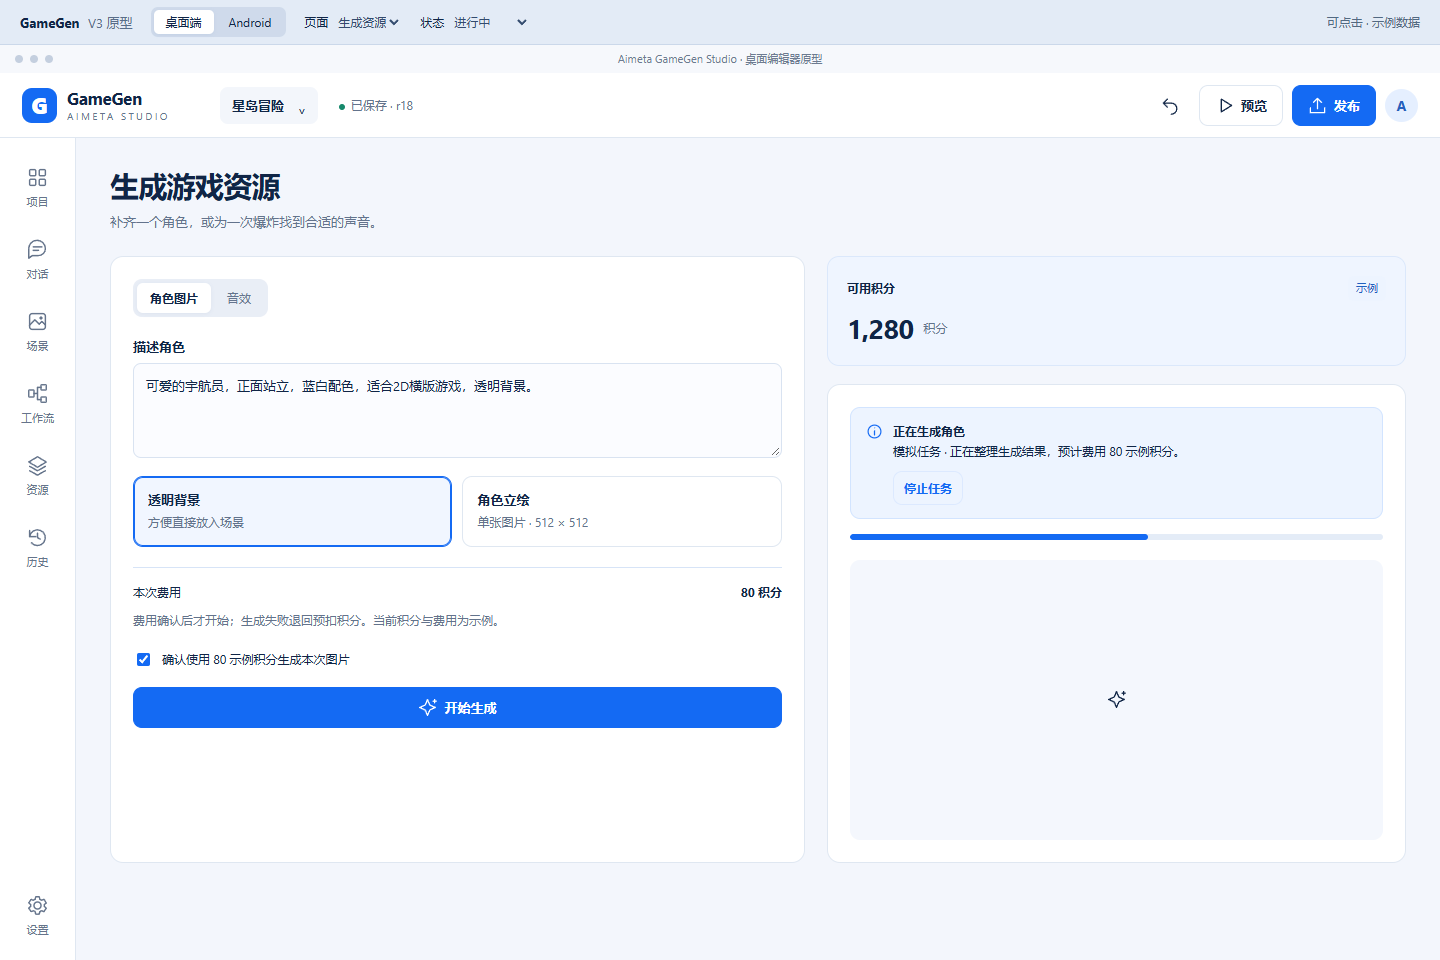 GameGen V3 原型 桌面端 Android 页面 生成资源 状态 进行中 可点击 · 示例数据
Aimeta GameGen Studio · 桌面编辑器原型
G GameGen
AIMETA STUDIO
星岛冒险
已保存 · r18
预览
发布
A
项目
对话
场景
工作流
资源
历史
设置
生成游戏资源
补齐一个角色，或为一次爆炸找到合适的声音。
角色图片 音效
描述角色
可爱的宇航员，正面站立，蓝白配色，适合2D横版游戏，透明背景。
透明背景
方便直接放入场景
角色立绘
单张图片 · 512 × 512
本次费用 80 积分
费用确认后才开始；生成失败退回预扣积分。当前积分与费用为示例。
确认使用 80 示例积分生成本次图片
开始生成
可用积分 示例
1,280 积分
正在生成角色
模拟任务 · 正在整理生成结果，预计费用 80 示例积分。
停止任务